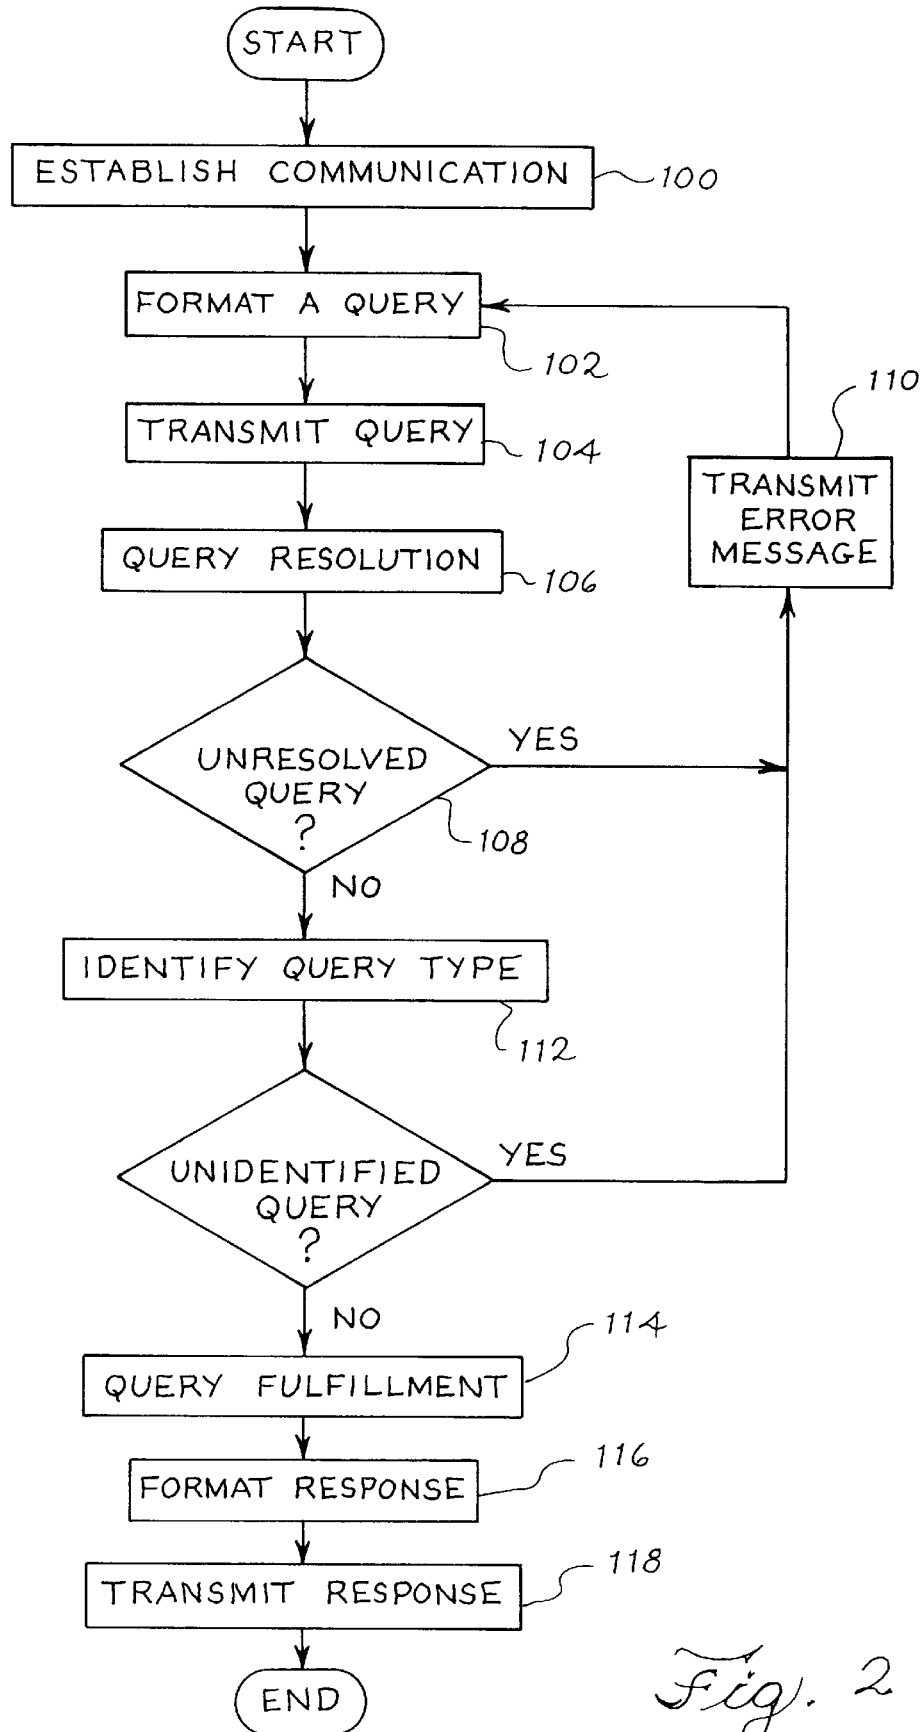 START
ESTABLISH COMMUNICATION
100
FORMAT A QUERY
102
TRANSMIT QUERY
104
110
TRANSMIT
ERROR
MESSAGE
QUERY RESOLUTION
106
UNRESOLVED
QUERY
?
YES
108
NO
IDENTIFY QUERY TYPE
112
UNIDENTIFIED
QUERY
?
YES
NO
114
QUERY FULFILLMENT
116
FORMAT RESPONSE
118
TRANSMIT RESPONSE
END
Fig. 2